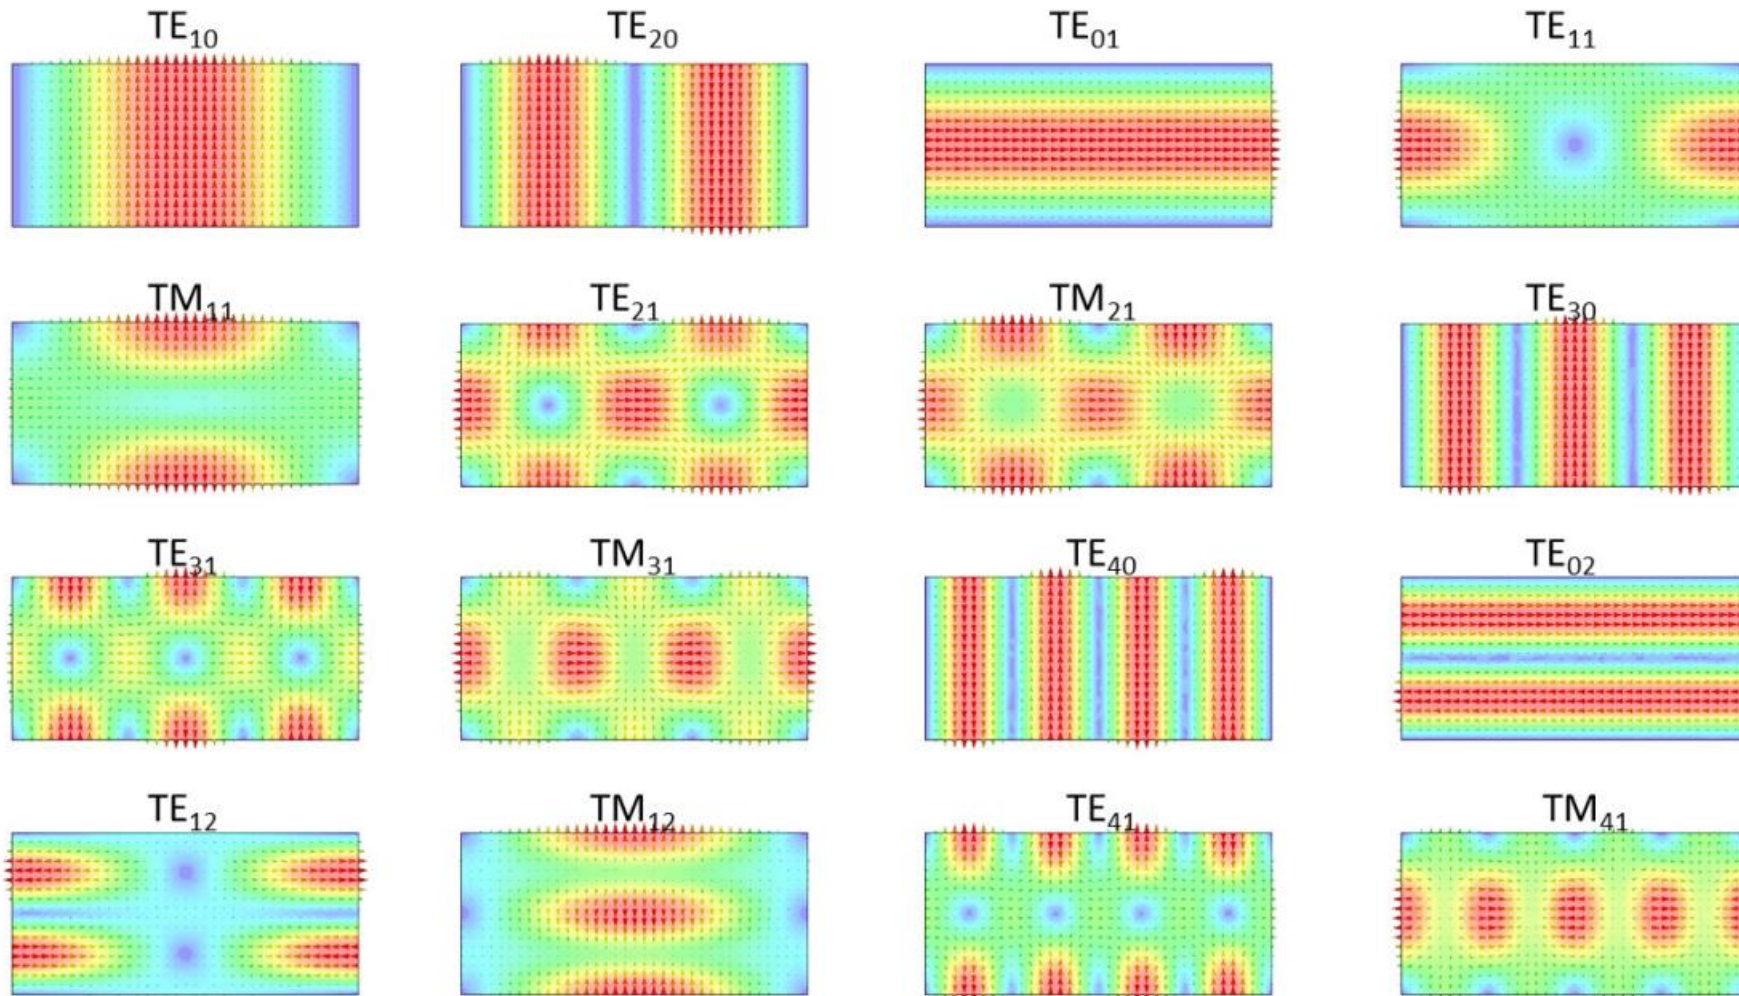 TE₁₀ TE₂₀ TE₀₁ TE₁₁
TM₁₁ TE₂₁ TM₂₁ TE₃₀
TE₃₁ TM₃₁ TE₄₀ TE₀₂
TE₁₂ TM₁₂ TE₄₁ TM₄₁